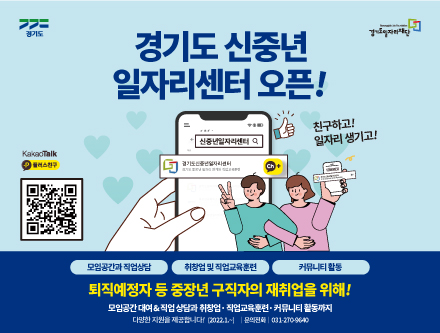 경기도
경기도일자리재단
경기도 신중년
일자리센터 오픈!
친구하고!
일자리 생기고!
신중년일자리센터
KakaoTalk
플러스친구
경기도신중년일자리센터
Ch+
모임공간과 직업상담
취창업 및 직업교육훈련
커뮤니티 활동
퇴직예정자 등 중장년 구직자의 재취업을 위해!
모임공간 대여 & 직업 상담과 취창업 · 직업교육훈련 · 커뮤니티 활동까지
다양한 지원을 제공합니다! (2022.1.~) | 문의전화 : 031-270-9640